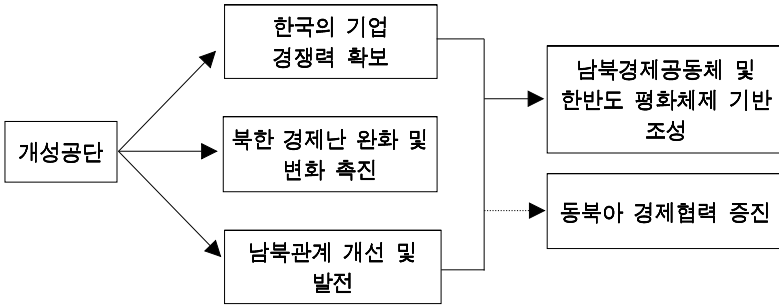 개성공단
한국의 기업
경쟁력 확보
북한 경제난 완화 및
변화 촉진
남북관계 개선 및
발전
남북경제공동체 및
한반도 평화체제 기반
조성
동북아 경제협력 증진